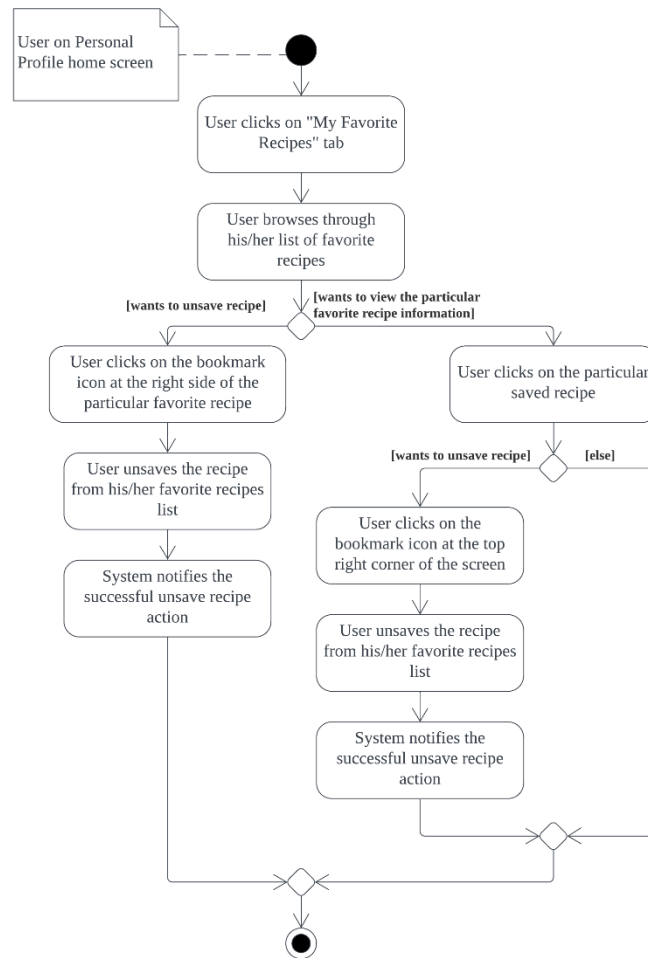 User on Personal
Profile home screen
User clicks on "My Favorite
Recipes" tab
User browses through
his/her list of favorite
recipes
[wants to unsave recipe]
[wants to view the particular
favorite recipe information]
User clicks on the bookmark
icon at the right side of the
particular favorite recipe
User clicks on the particular
saved recipe
User unsaves the recipe
from his/her favorite recipes
list
[wants to unsave recipe]
[else]
User clicks on the
bookmark icon at the top
right corner of the screen
System notifies the
successful unsave recipe
action
User unsaves the recipe
from his/her favorite recipes
list
System notifies the
successful unsave recipe
action